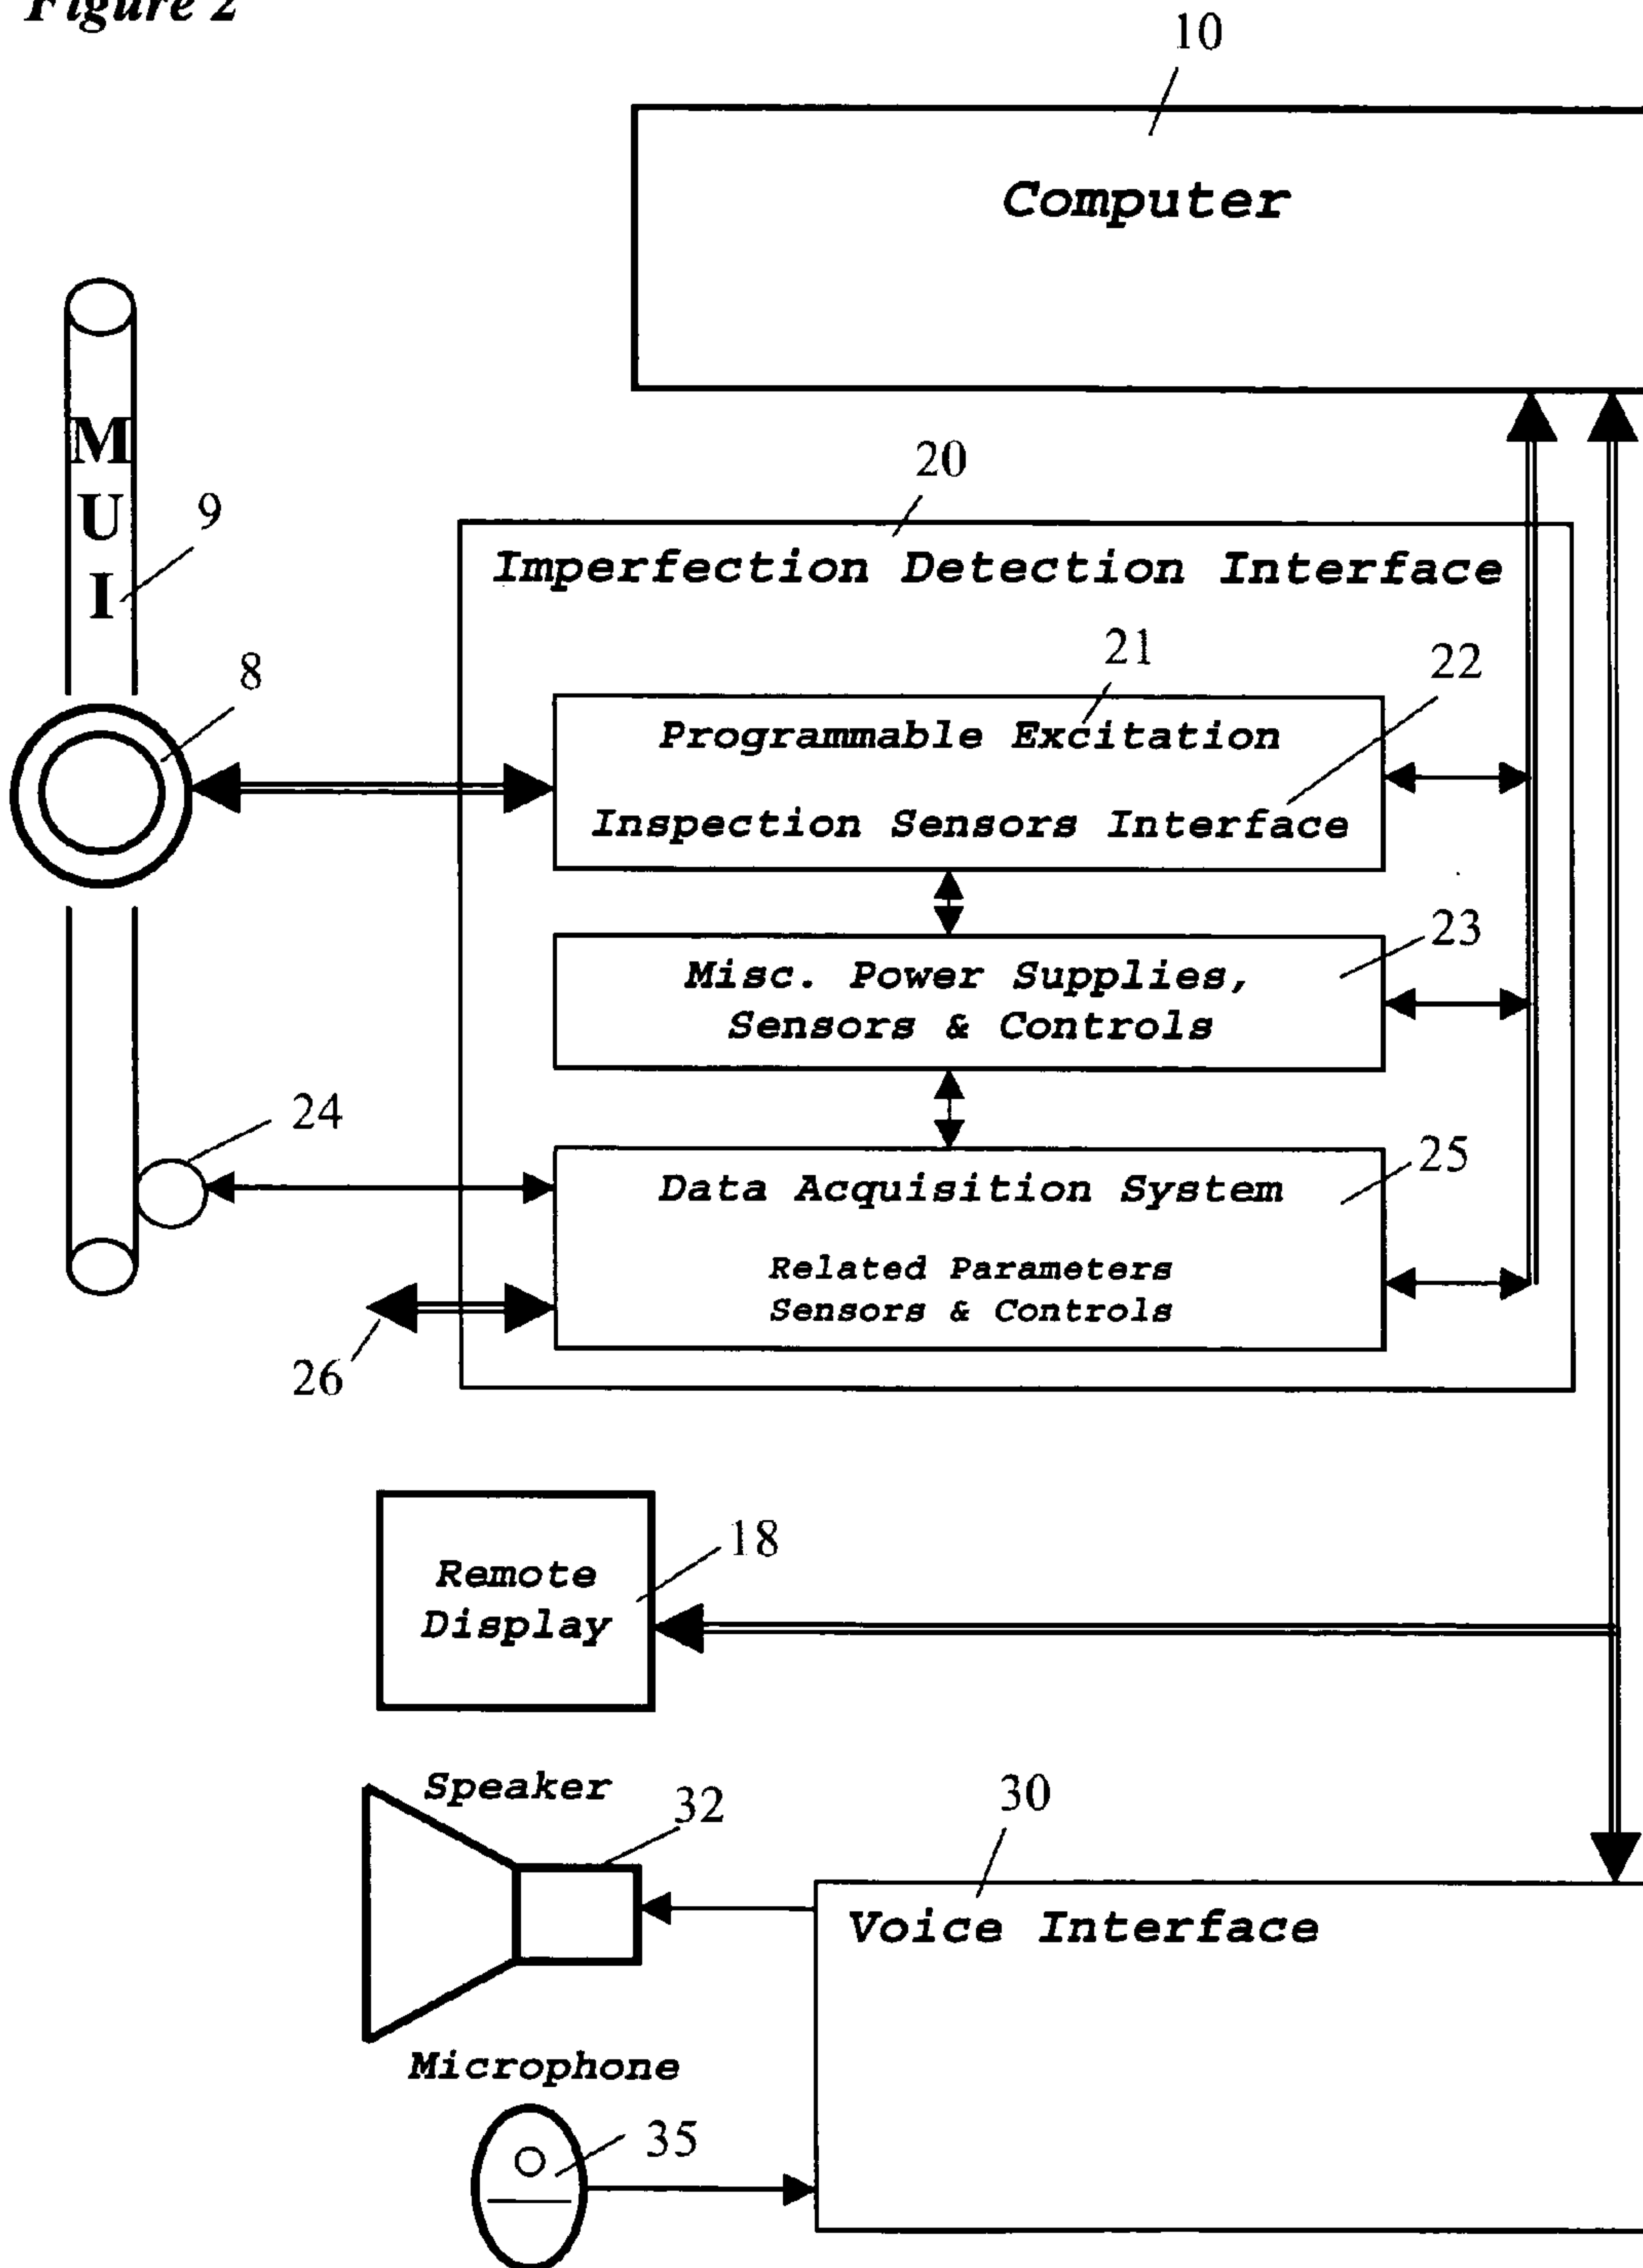 Figure 2
10
Computer
M
U
I
9
8
20
Imperfection Detection Interface
21
22
Programmable Excitation
Inspection Sensors Interface
23
Misc. Power Supplies,
Sensors & Controls
24
25
Data Acquisition System
Related Parameters
Sensors & Controls
26
18
Remote
Display
Speaker
32
30
Voice Interface
Microphone
35